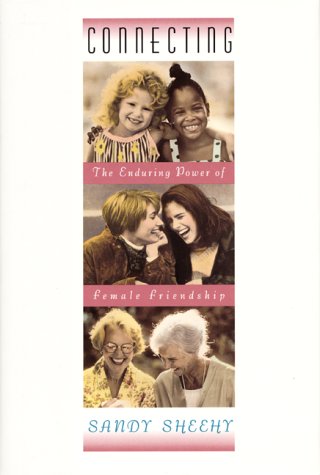 CONNECTING
The Enduring Power of
Female Friendship
SANDY SHEEHY